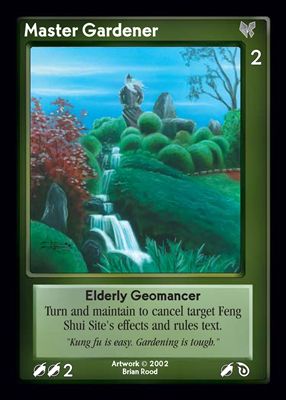 Master Gardener
2
Elderly Geomancer
Turn and maintain to cancel target Feng
Shui Site's effects and rules text.
"Kung fu is easy. Gardening is tough."
Artwork © 2002
Brian Rood
2